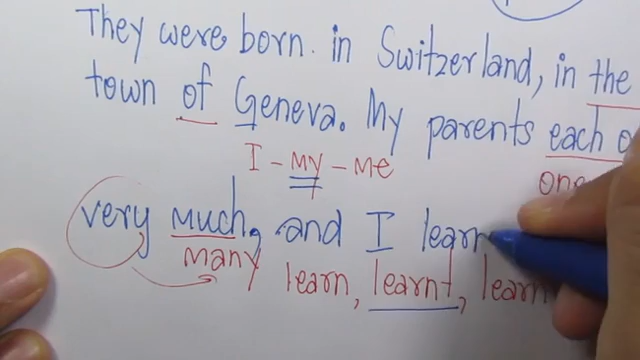 They were born. in Switzerland, in the
town of Geneva. My parents each
I - my - me
one
very much, and I learn
many learn, learnt, learn